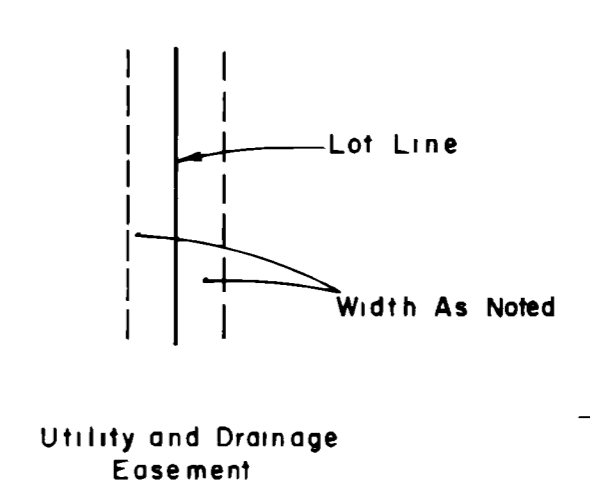 Lot Line
Width As Noted
Utility and Drainage
Easement